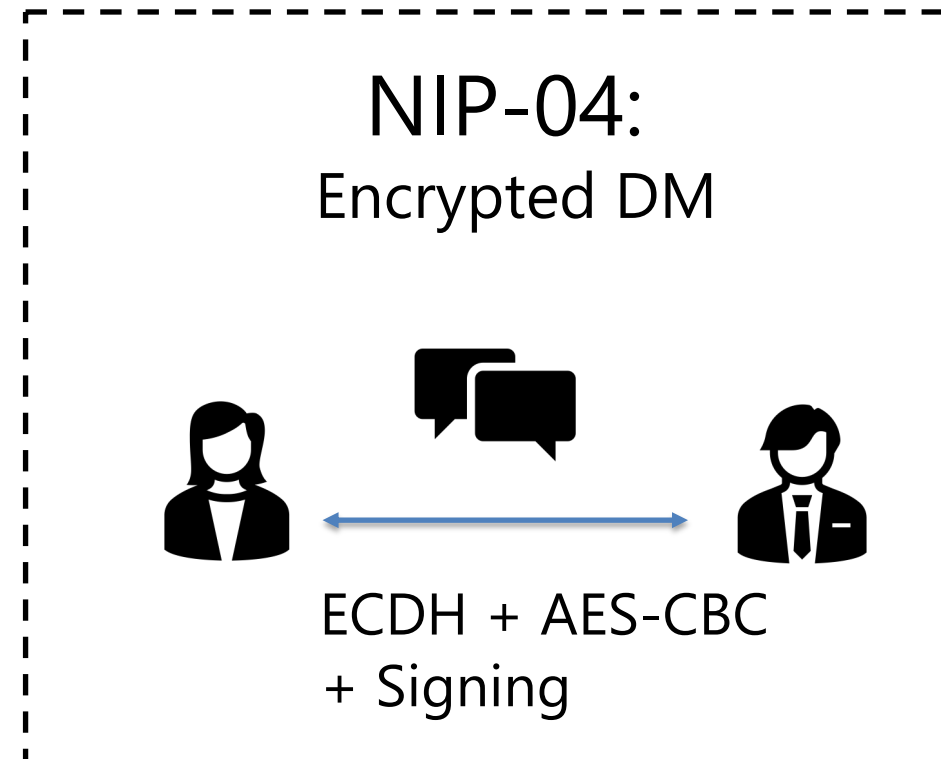 NIP-04:
Encrypted DM
ECDH + AES-CBC
+ Signing